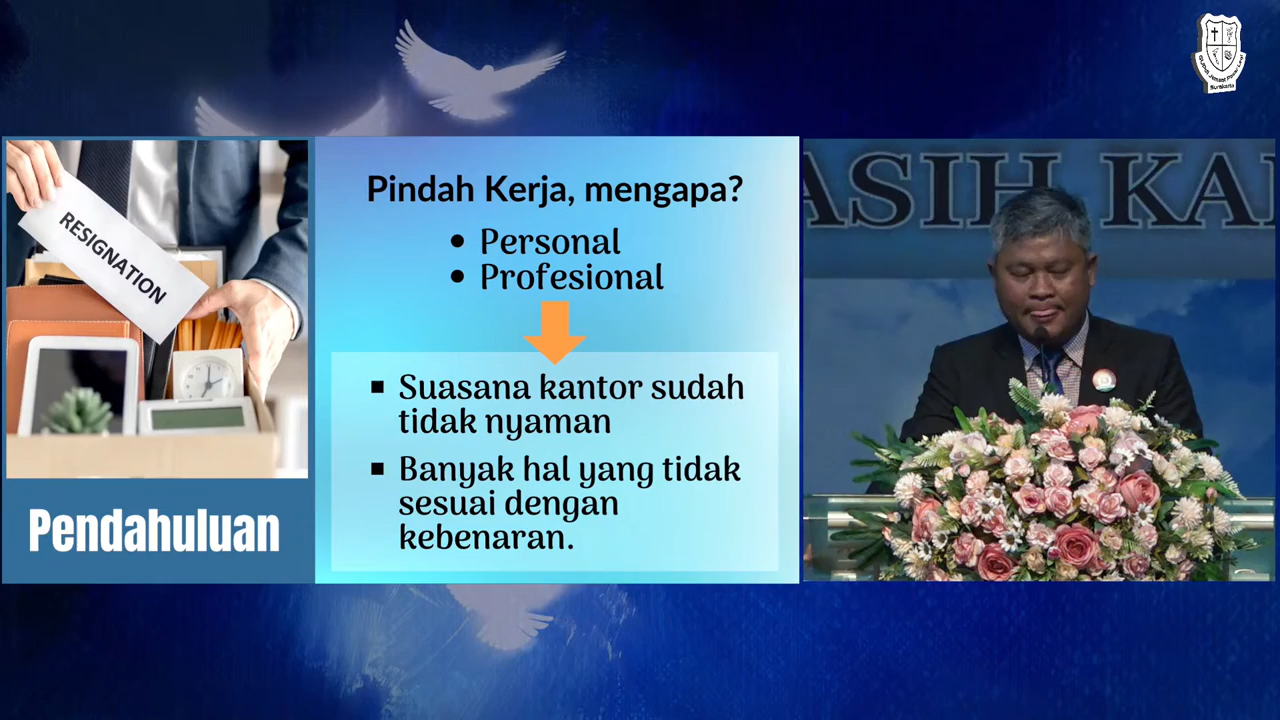 RESIGNATION
Pendahuluan
Pindah Kerja, mengapa?
• Personal
• Profesional
▪ Suasana kantor sudah
tidak nyaman
▪ Banyak hal yang tidak
sesuai dengan
kebenaran.
ASIH KA
Surakarta